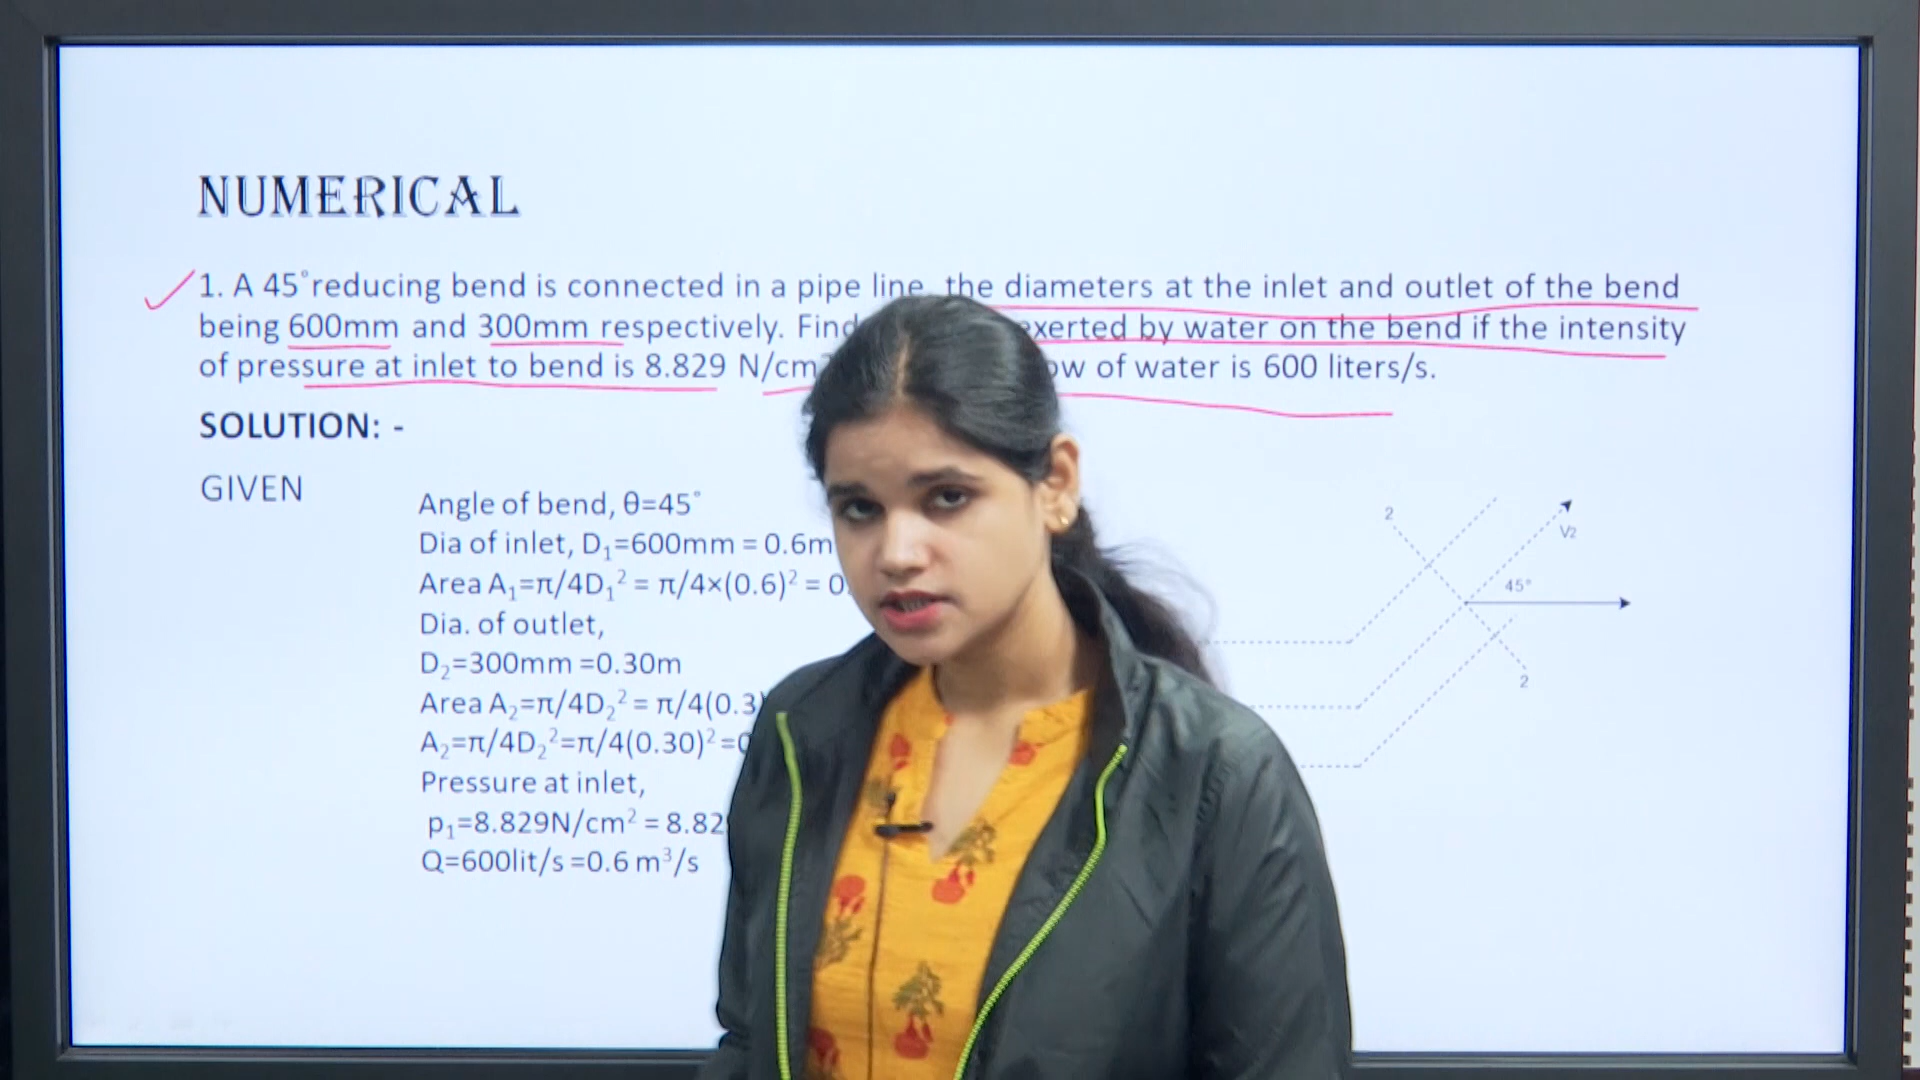 NUMERICAL
1. A 45° reducing bend is connected in a pipe line, the diameters at the inlet and outlet of the bend
being 600mm and 300mm respectively. Find exerted by water on the bend if the intensity
of pressure at inlet to bend is 8.829 N/cm² of water is 600 liters/s.
SOLUTION: -
GIVEN
Angle of bend, θ=45°
Dia of inlet, D₁=600mm = 0.6m
Area A₁=π/4D₁² = π/4×(0.6)² = 0.
Dia. of outlet,
D₂=300mm =0.30m
Area A₂=π/4D₂² = π/4(0.3)
A₂=π/4D₂²=π/4(0.30)²=0
Pressure at inlet,
p₁=8.829N/cm² = 8.82
Q=600lit/s =0.6 m³/s
2
V2
45°
2